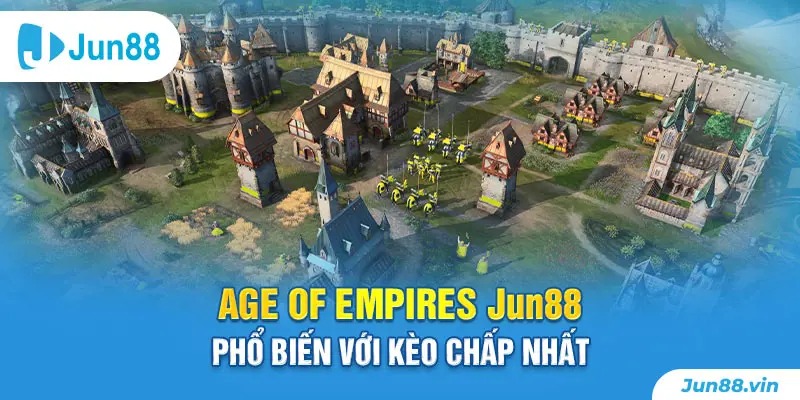 Jun88
AGE OF EMPIRES Jun88
PHỔ BIẾN VỚI KÈO CHẤP NHẤT
Jun88.vin